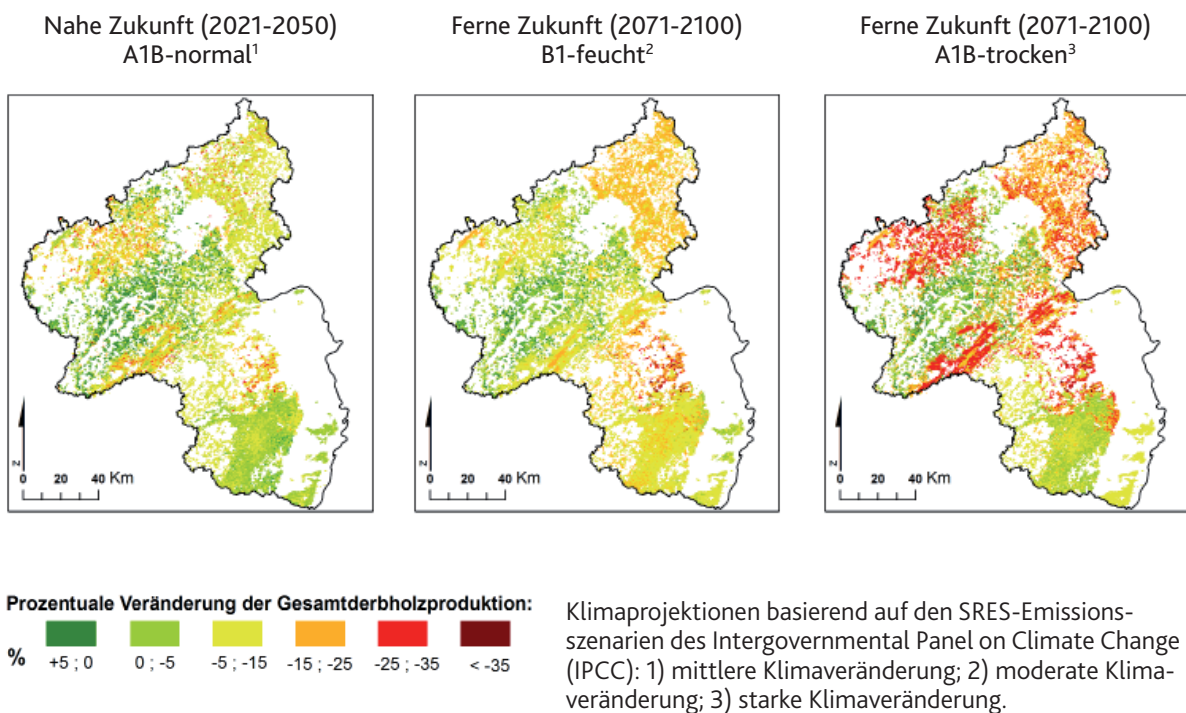 Nahe Zukunft (2021-2050)
A1B-normal¹
Ferne Zukunft (2071-2100)
B1-feucht²
Ferne Zukunft (2071-2100)
A1B-trocken³
N
0 20 40 Km
N
0 20 40 Km
N
0 20 40 Km
Prozentuale Veränderung der Gesamtderbholzproduktion:
% +5 ; 0 0 ; -5 -5 ; -15 -15 ; -25 -25 ; -35 < -35
Klimaprojektionen basierend auf den SRES-Emissions-
szenarien des Intergovernmental Panel on Climate Change
(IPCC): 1) mittlere Klimaveränderung; 2) moderate Klima-
veränderung; 3) starke Klimaveränderung.